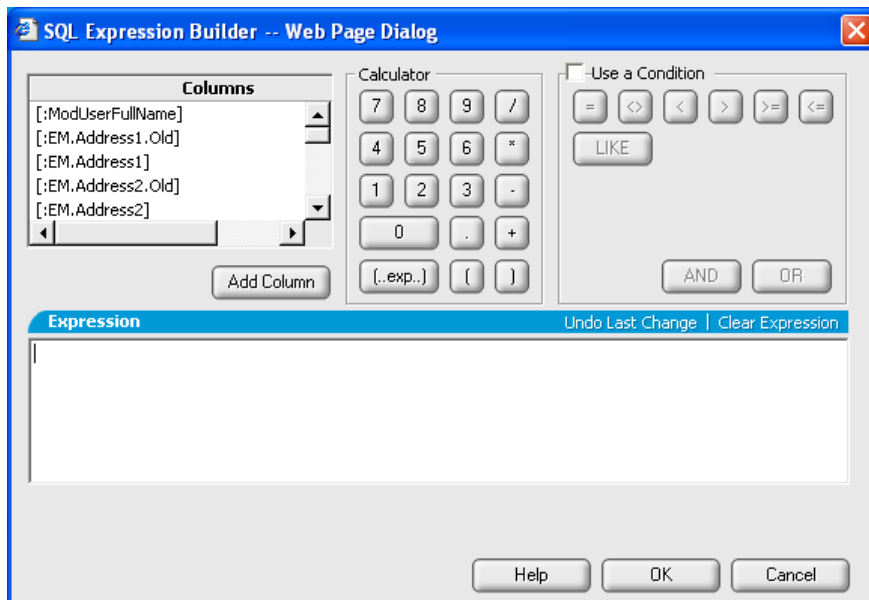 SQL Expression Builder -- Web Page Dialog
Columns
[:ModUserFullName]
[:EM.Address1.Old]
[:EM.Address1]
[:EM.Address2.Old]
[:EM.Address2]
Add Column
Calculator
7 8 9 /
4 5 6 *
1 2 3 -
0 . +
(..exp..) ( )
Use a Condition
= <> < > >= <=
LIKE
AND OR
Expression Undo Last Change | Clear Expression
Help OK Cancel